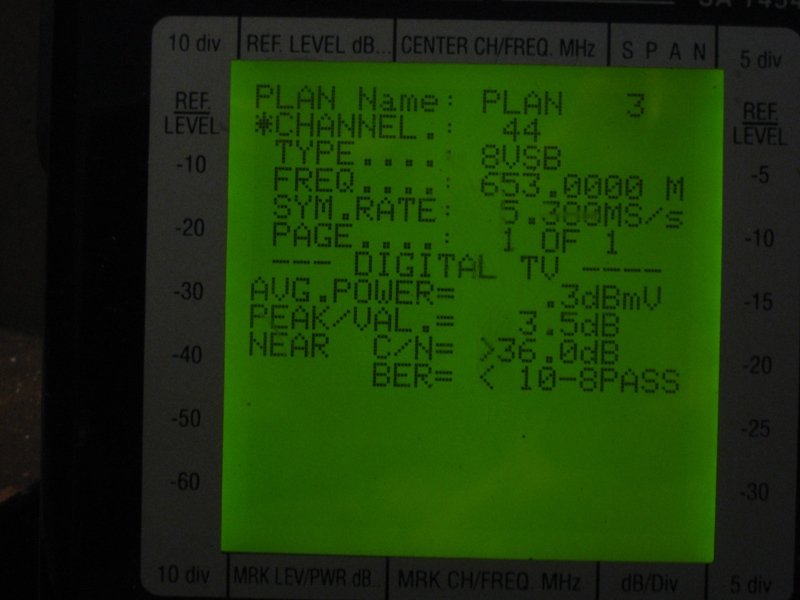 10 div REF. LEVEL dB... CENTER CH/FREQ. MHz SPAN 5 div
REF. LEVEL
-10
-20
-30
-40
-50
-60
PLAN Name: PLAN 3
*CHANNEL.: 44
TYPE....: 8VSB
FREQ....: 653.0000 M
SYM.RATE: 5.380MS/s
PAGE....: 1 OF 1
--- DIGITAL TV ----
AVG.POWER= .3dBmV
PEAK/VAL.= 3.5dB
NEAR C/N= >36.0dB
BER= < 10-8PASS
REF. LEVEL
-5
-10
-15
-20
-25
-30
10 div MRK LEV/PWR dB... MRK CH/FREQ. MHz dB/Div 5 div